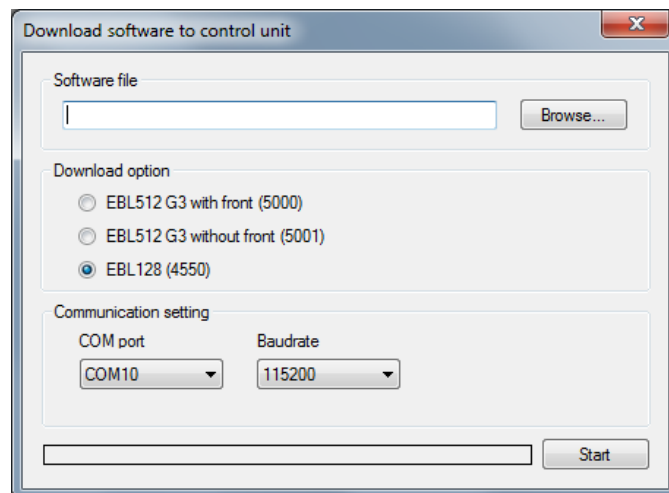 Download software to control unit
Software file
Browse...
Download option
EBL512 G3 with front (5000)
EBL512 G3 without front (5001)
EBL128 (4550)
Communication setting
COM port Baudrate
COM10 115200
Start